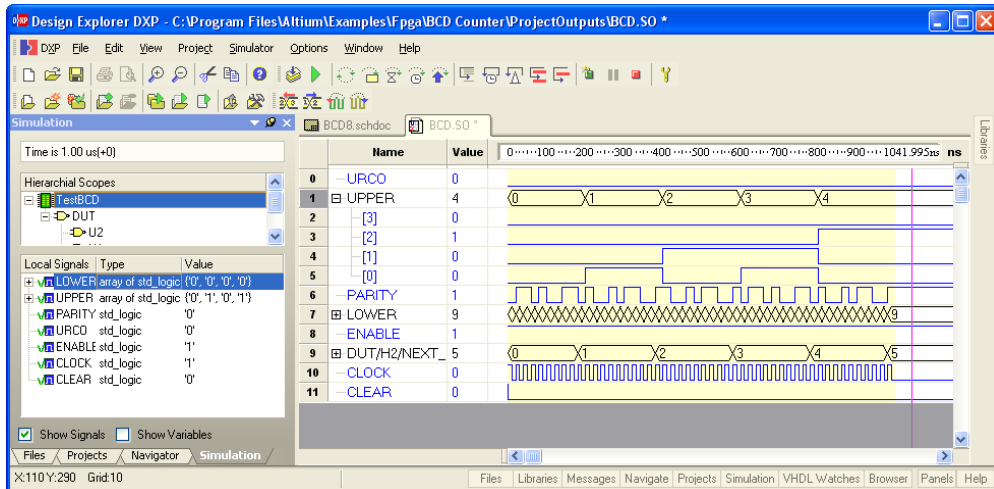 Design Explorer DXP - C:\Program Files\Altium\Examples\Fpga\BCD Counter\ProjectOutputs\BCD.SO *
DXP File Edit View Project Simulator Options Window Help
Simulation
BCD8.schdoc BCD.SO *
Libraries
Time is 1.00 us(+0)
Name Value 0 100 200 300 400 500 600 700 800 900 1041.995ns ns
Hierarchial Scopes
TestBCD
DUT
U2
0 URCO 0
1 UPPER 4 0 1 2 3 4
2 [3] 0
3 [2] 1
4 [1] 0
5 [0] 0
6 PARITY 1
7 LOWER 9 9
8 ENABLE 1
9 DUT/H2/NEXT_ 5 0 1 2 3 4 5
10 CLOCK 0
11 CLEAR 0
Local Signals Type Value
LOWER array of std_logic {'0', '0', '0', '0'}
UPPER array of std_logic {'0', '1', '0', '1'}
PARITY std_logic '0'
URCO std_logic '0'
ENABLE std_logic '1'
CLOCK std_logic '1'
CLEAR std_logic '0'
Show Signals Show Variables
Files Projects Navigator Simulation
X:110 Y:290 Grid:10
Files Libraries Messages Navigate Projects Simulation VHDL Watches Browser Panels Help